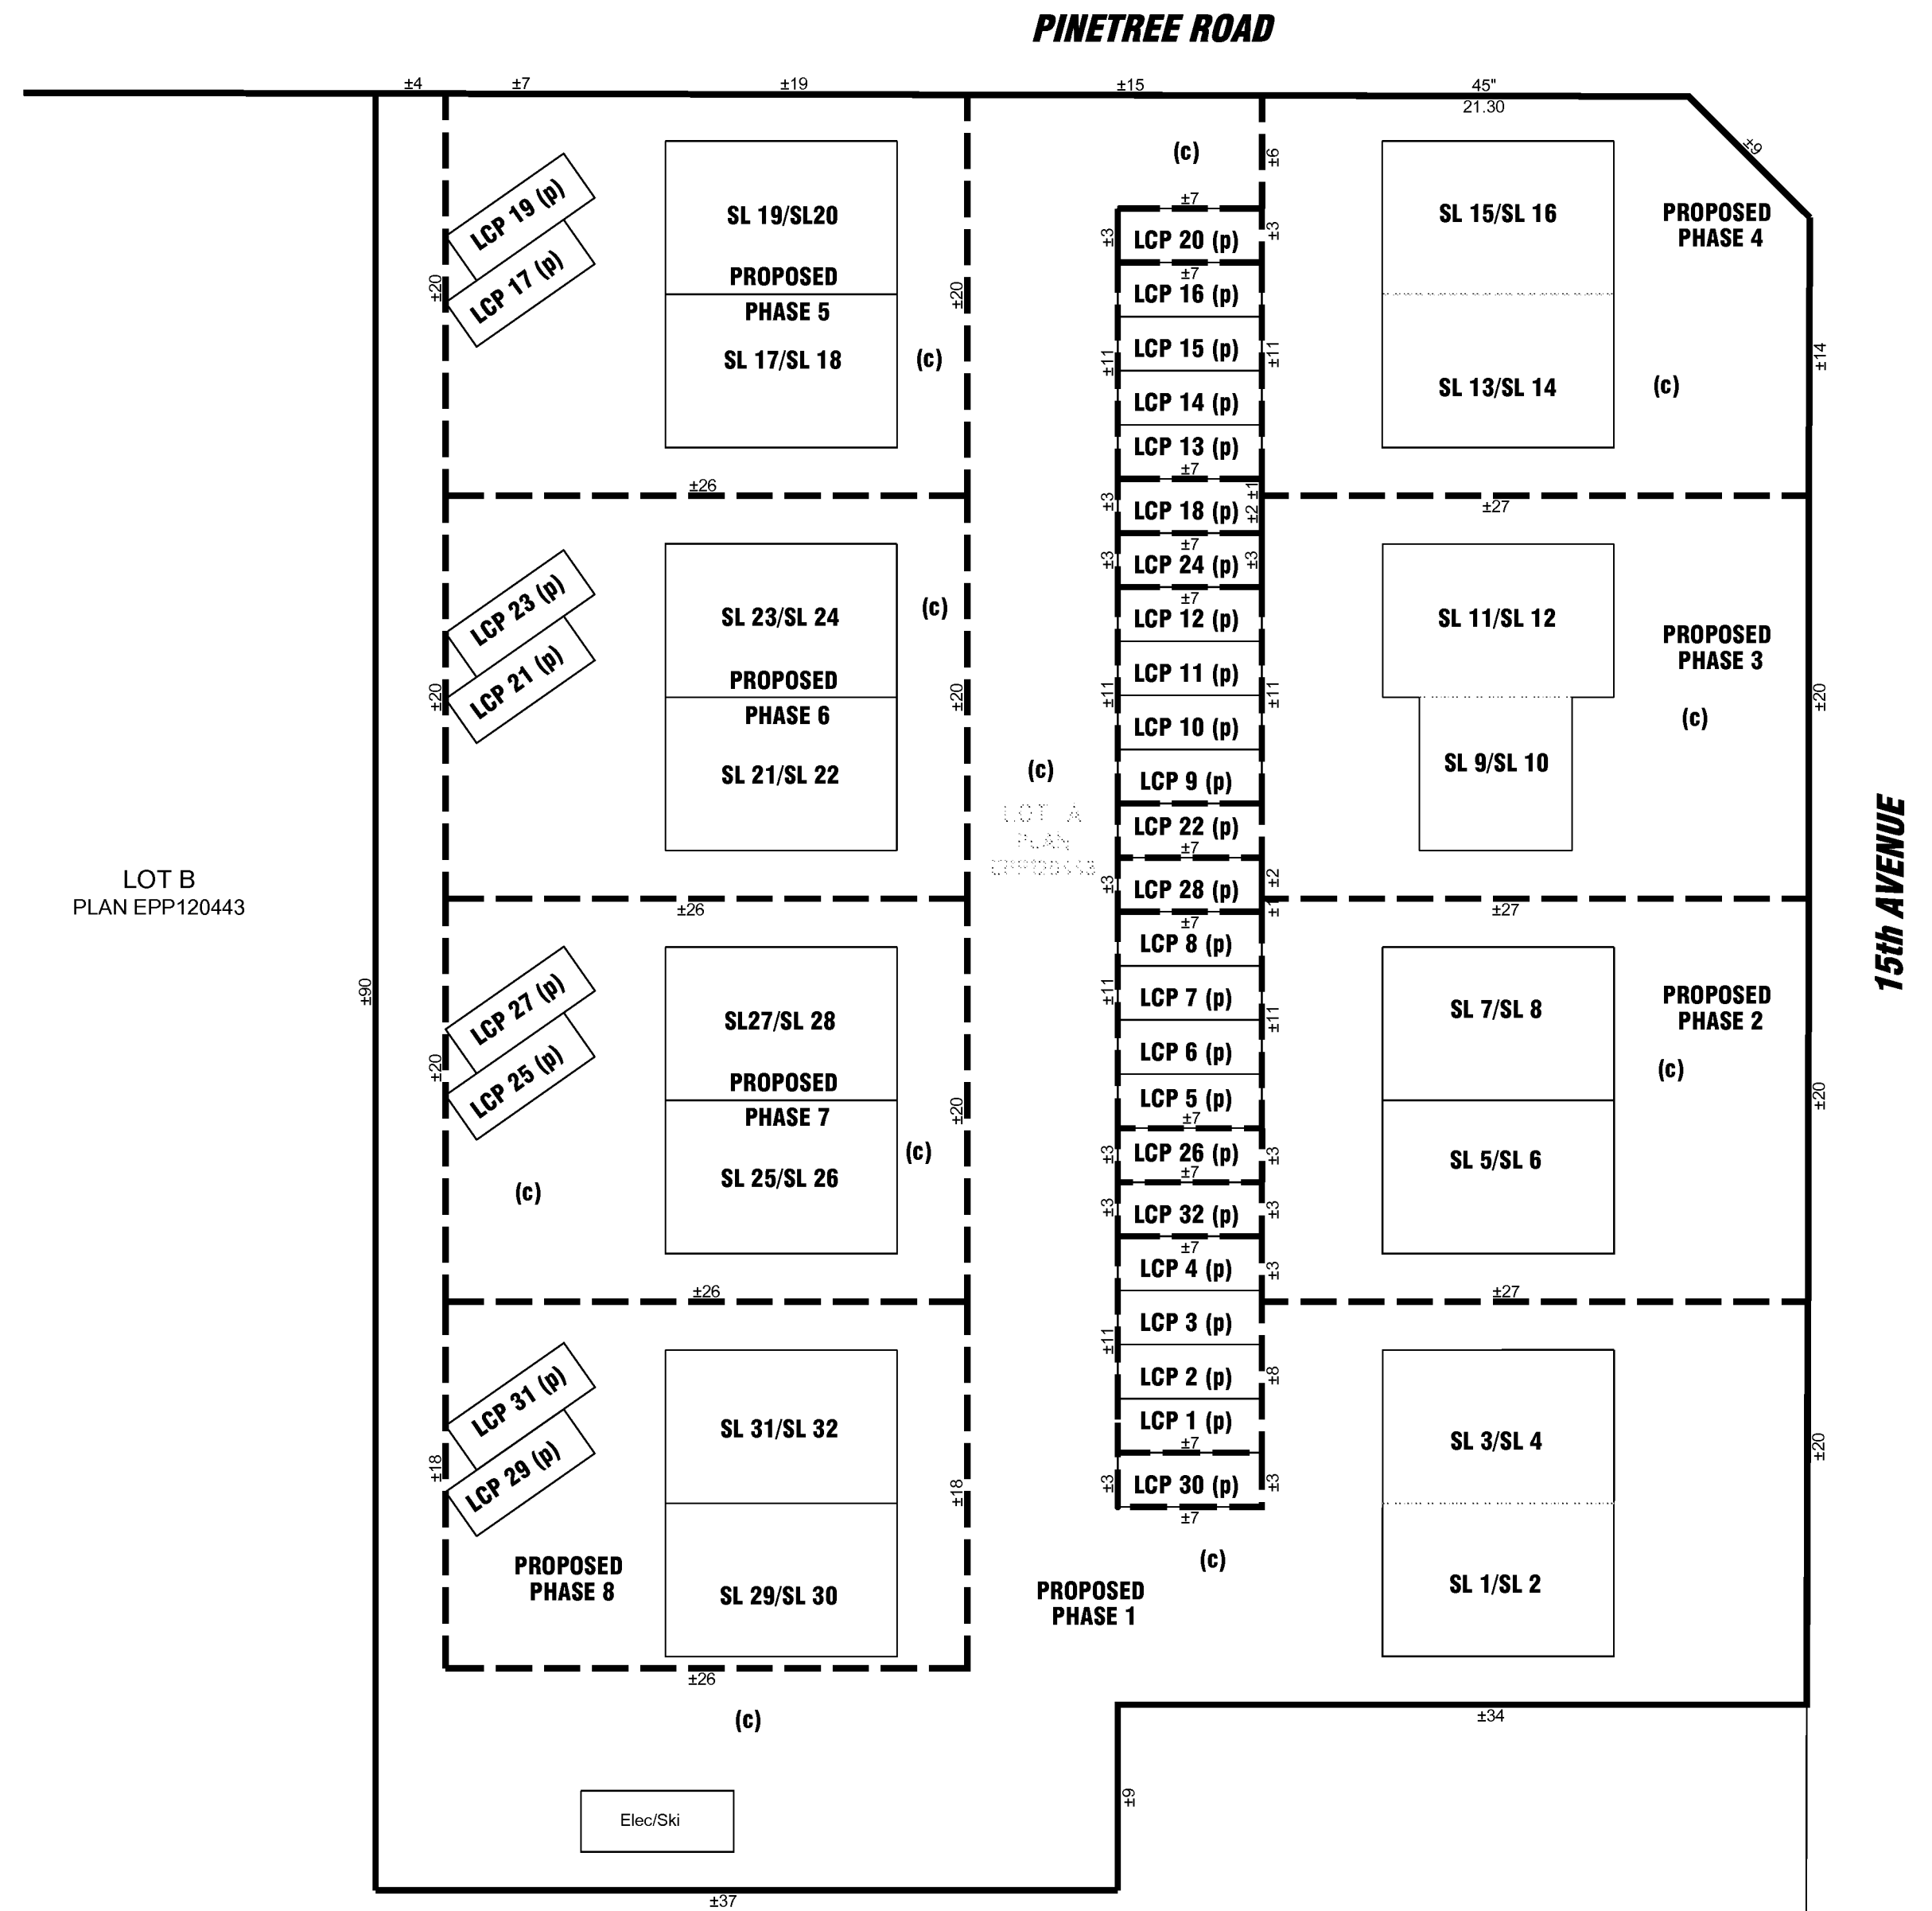 PINETREE ROAD
±4
±7
±19
±15
45"
21.30
±9
(c)
±6
±7
LCP 19 (p)
LCP 17 (p)
±20
SL 19/SL20
PROPOSED
PHASE 5
SL 17/SL 18
(c)
±20
±3
LCP 20 (p)
±3
±7
LCP 16 (p)
±11
LCP 15 (p)
±11
LCP 14 (p)
LCP 13 (p)
±7
SL 15/SL 16
SL 13/SL 14
(c)
PROPOSED
PHASE 4
±14
±26
±3
LCP 18 (p)
±1
±2
±27
±7
±3
LCP 24 (p)
±3
±7
LCP 23 (p)
LCP 21 (p)
±20
SL 23/SL 24
PROPOSED
PHASE 6
SL 21/SL 22
(c)
±20
LCP 12 (p)
LCP 11 (p)
±11
±11
LCP 10 (p)
LCP 9 (p)
(c)
LOT A
PLAN
SL 11/SL 12
SL 9/SL 10
PROPOSED
PHASE 3
(c)
±20
15th AVENUE
LOT B
PLAN EPP120443
LCP 22 (p)
±7
±3
LCP 28 (p)
±2
±1
±26
±27
±7
±90
LCP 27 (p)
LCP 25 (p)
±20
(c)
SL27/SL 28
PROPOSED
PHASE 7
SL 25/SL 26
(c)
±20
LCP 8 (p)
±11
LCP 7 (p)
±11
LCP 6 (p)
LCP 5 (p)
±7
±3
LCP 26 (p)
±3
±7
±3
LCP 32 (p)
±3
±7
SL 7/SL 8
SL 5/SL 6
PROPOSED
PHASE 2
(c)
±20
±26
±27
LCP 4 (p)
±3
LCP 3 (p)
±11
LCP 2 (p)
±8
LCP 1 (p)
±7
±3
LCP 30 (p)
±3
±7
LCP 31 (p)
LCP 29 (p)
±18
SL 31/SL 32
SL 29/SL 30
±18
PROPOSED
PHASE 8
(c)
PROPOSED
PHASE 1
SL 3/SL 4
SL 1/SL 2
±20
±26
(c)
±34
±9
Elec/Ski
±37